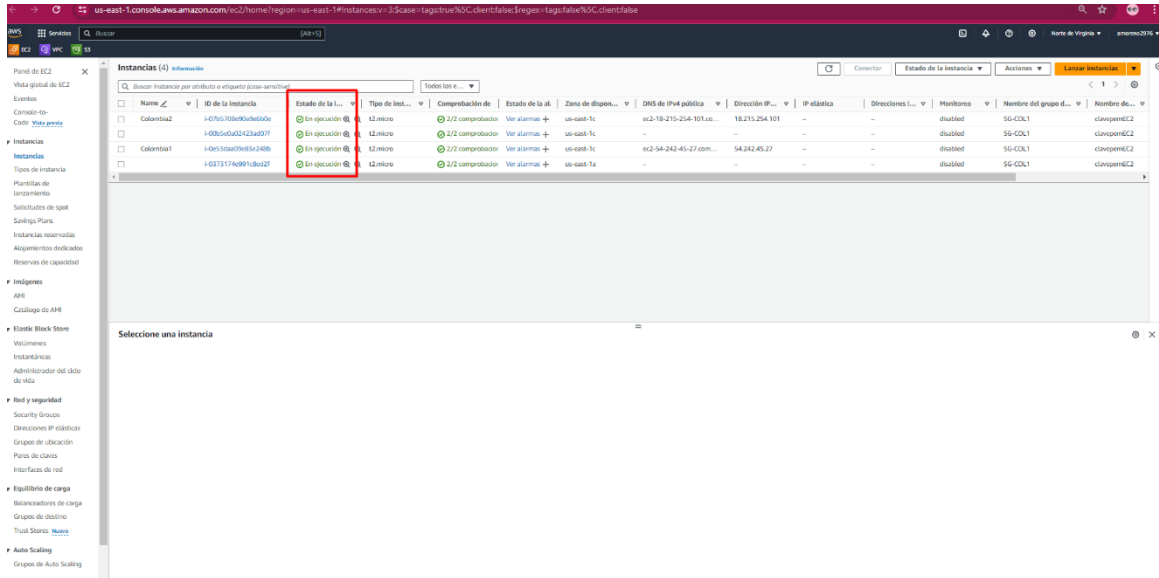 us-east-1.console.aws.amazon.com/ec2/home?region=us-east-1#Instances:v=3;$case=tags:true%5C,client:false;$regex=tags:false%5C,client:false
aws Servicios Buscar [Alt+S] Norte de Virginia amoreno2976
EC2 VPC S3
Panel de EC2
Vista global de EC2
Eventos
Console-to-
Code Vista previa
Instancias
Instancias
Tipos de instancia
Plantillas de
lanzamiento
Solicitudes de spot
Savings Plans
Instancias reservadas
Alojamientos dedicados
Reservas de capacidad
Imágenes
AMI
Catálogo de AMI
Elastic Block Store
Volúmenes
Instantáneas
Administrador del ciclo
de vida
Red y seguridad
Security Groups
Direcciones IP elásticas
Grupos de ubicación
Pares de claves
Interfaces de red
Equilibrio de carga
Balanceadores de carga
Grupos de destino
Trust Stores Nuevo
Auto Scaling
Grupos de Auto Scaling
Instancias (4) Información
Conectar Estado de la instancia Acciones Lanzar instancias
Buscar Instancia por atributo o etiqueta (case-sensitive) Todos los e... 1
Name ID de la instancia Estado de la i... Tipo de inst... Comprobación de Estado de la al Zona de dispon... DNS de IPv4 pública Dirección IP... IP elástica Direcciones I... Monitoreo Nombre del grupo d... Nombre de...
Colombia2 i-07b5708e90a9e6b0e En ejecución t2.micro 2/2 comprobacior Ver alarmas + us-east-1c ec2-18-215-254-101.co... 18.215.254.101 – – disabled SG-COL1 clavepemEC2
i-00b5c0a02423ad07f En ejecución t2.micro 2/2 comprobacior Ver alarmas + us-east-1c – – – – disabled SG-COL1 clavepemEC2
Colombia1 i-0e53daa09e83e248b En ejecución t2.micro 2/2 comprobacior Ver alarmas + us-east-1c ec2-54-242-45-27.com... 54.242.45.27 – – disabled SG-COL1 clavepemEC2
i-0373174e991c8ed2f En ejecución t2.micro 2/2 comprobacior Ver alarmas + us-east-1a – – – – disabled SG-COL1 clavepemEC2
Seleccione una instancia